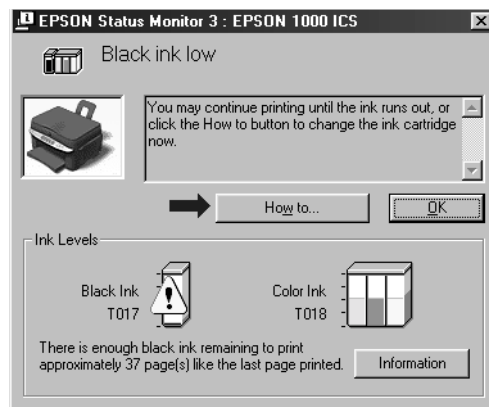 EPSON Status Monitor 3 : EPSON 1000 ICS
Black ink low
You may continue printing until the ink runs out, or
click the How to button to change the ink cartridge
now.
How to...
OK
Ink Levels
Black Ink
T017
Color Ink
T018
There is enough black ink remaining to print
approximately 37 page(s) like the last page printed.
Information